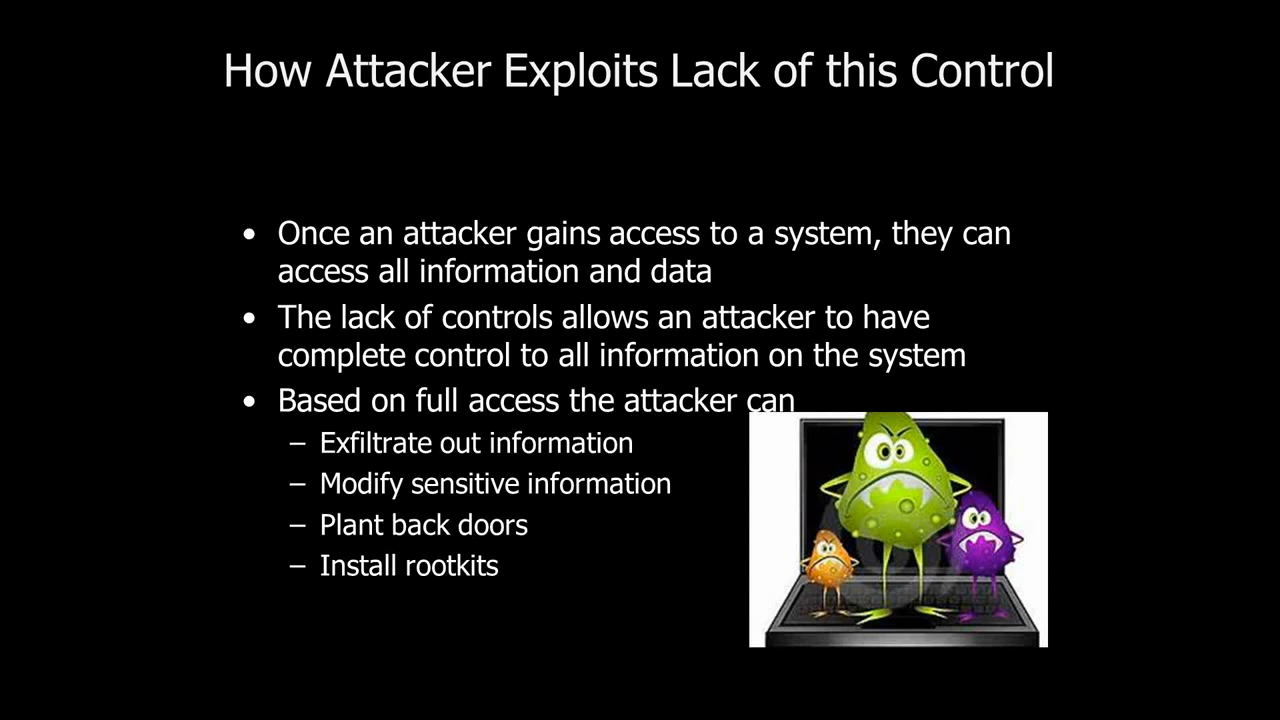 How Attacker Exploits Lack of this Control
• Once an attacker gains access to a system, they can
access all information and data
• The lack of controls allows an attacker to have
complete control to all information on the system
• Based on full access the attacker can
– Exfiltrate out information
– Modify sensitive information
– Plant back doors
– Install rootkits